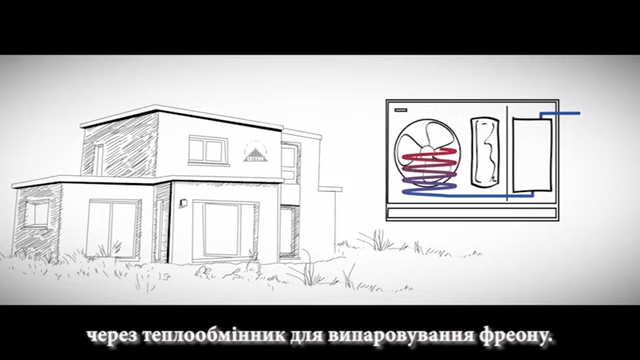 через теплообмінник для випаровування фреону.